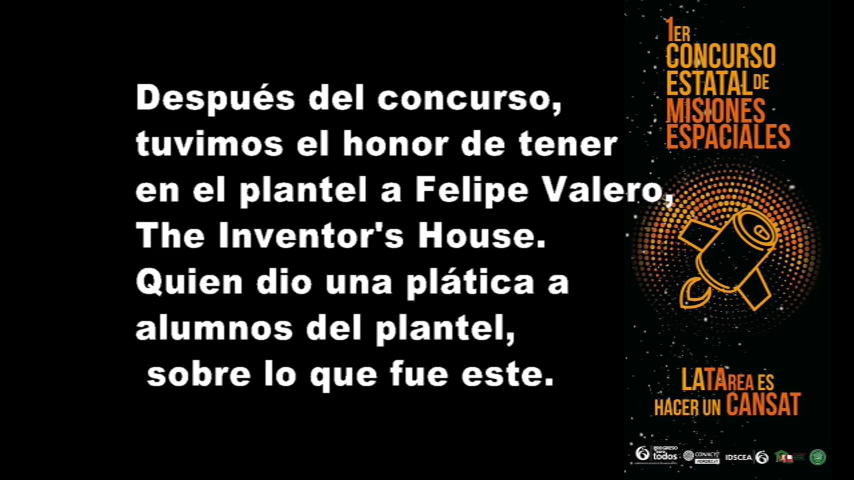 Después del concurso,
tuvimos el honor de tener
en el plantel a Felipe Valero,
The Inventor's House.
Quien dio una plática a
alumnos del plantel,
sobre lo que fue este.
1ER
CONCURSO
ESTATAL DE
MISIONES
ESPACIALES
LATAREA ES
HACER UN CANSAT
PROGRESO
todos
CONACYT
IDSCEA